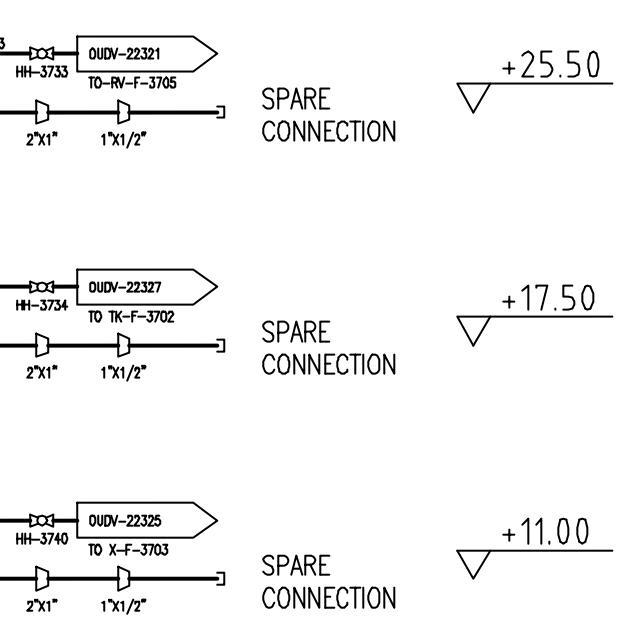 3
HH-3733
OUDV-22321
TO-RV-F-3705
2"X1"
1"X1/2"
SPARE
CONNECTION
+25.50
HH-3734
OUDV-22327
TO TK-F-3702
2"X1"
1"X1/2"
SPARE
CONNECTION
+17.50
HH-3740
OUDV-22325
TO X-F-3703
2"X1"
1"X1/2"
SPARE
CONNECTION
+11.00